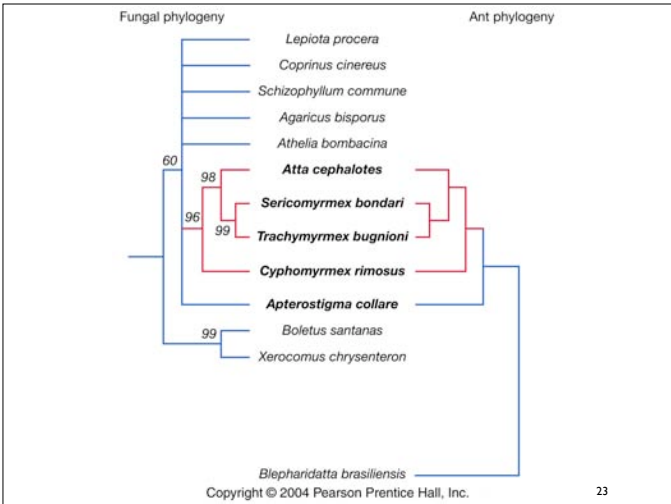 Fungal phylogeny Ant phylogeny
Lepiota procera
Coprinus cinereus
Schizophyllum commune
Agaricus bisporus
Athelia bombacina
60
Atta cephalotes
98
Sericomyrmex bondari
96
99
Trachymyrmex bugnioni
Cyphomyrmex rimosus
Apterostigma collare
Boletus santanas
99
Xerocomus chrysenteron
Blepharidatta brasiliensis
Copyright © 2004 Pearson Prentice Hall, Inc. 23